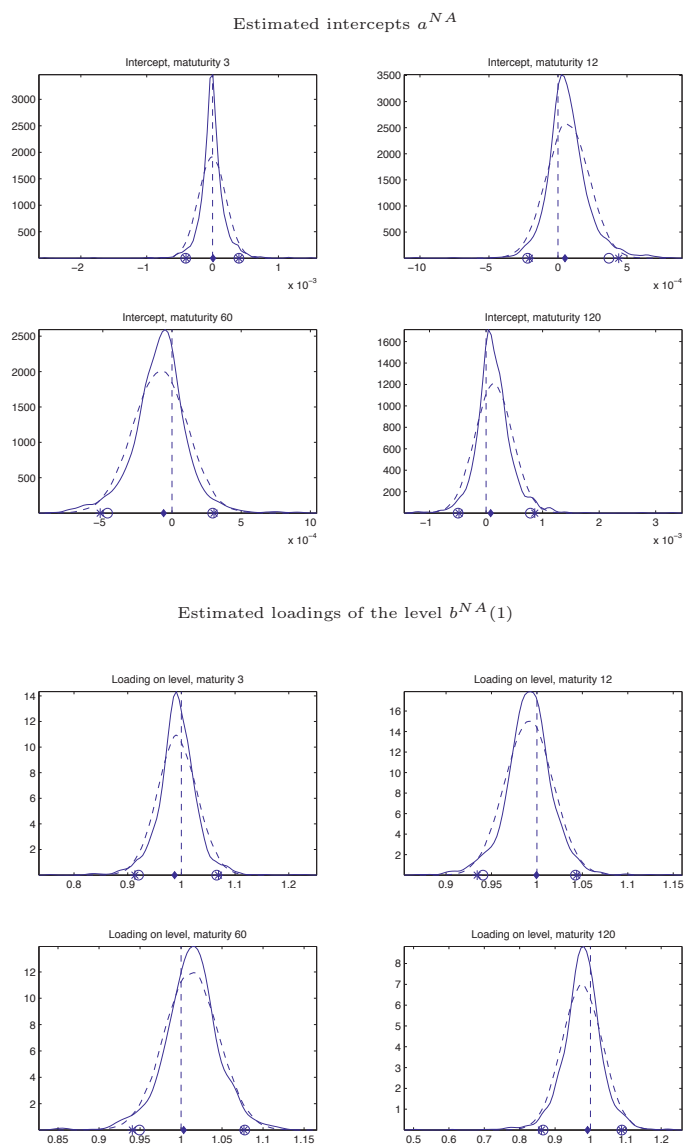 Estimated intercepts a^NA
Intercept, matuturity 3
3000
2500
2000
1500
1000
500
−2 −1 0 1
x 10^-3
Intercept, matuturity 12
3500
3000
2500
2000
1500
1000
500
−10 −5 0 5
x 10^-4
Intercept, matuturity 60
2500
2000
1500
1000
500
−5 0 5 10
x 10^-4
Intercept, matuturity 120
1600
1400
1200
1000
800
600
400
200
−1 0 1 2 3
x 10^-3
Estimated loadings of the level b^NA(1)
Loading on level, maturity 3
14
12
10
8
6
4
2
0.8 0.9 1 1.1 1.2
Loading on level, maturity 12
16
14
12
10
8
6
4
2
0.9 0.95 1 1.05 1.1 1.15
Loading on level, maturity 60
12
10
8
6
4
2
0.85 0.9 0.95 1 1.05 1.1 1.15
Loading on level, maturity 120
8
7
6
5
4
3
2
1
0.5 0.6 0.7 0.8 0.9 1 1.1 1.2